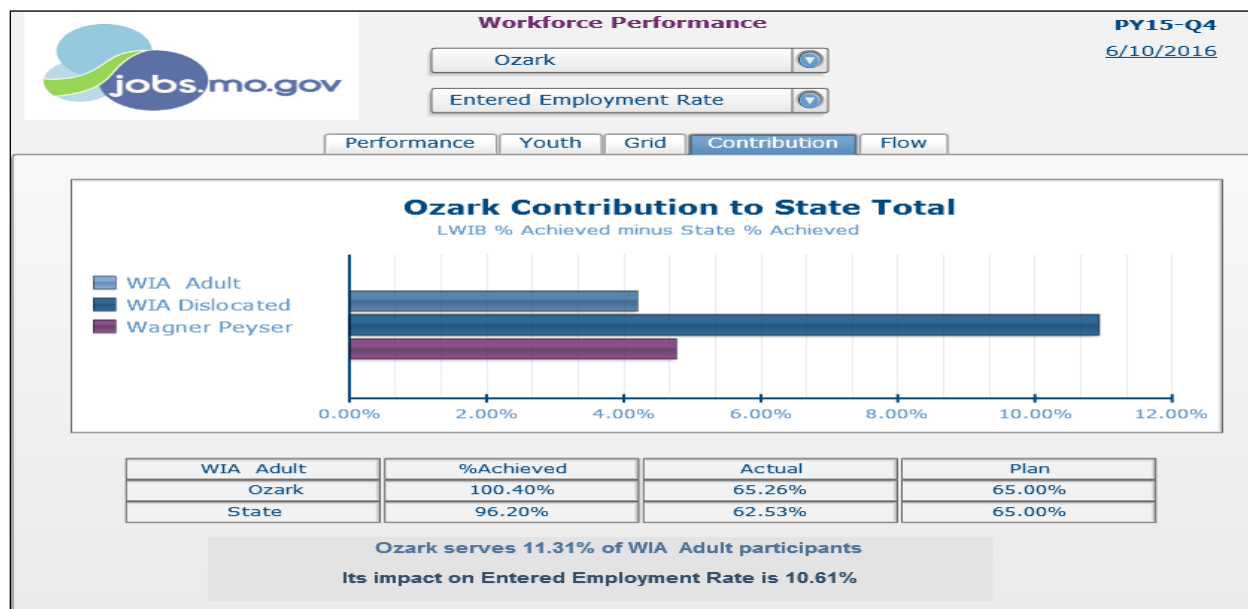 Workforce Performance
PY15-Q4
jobs.mo.gov
Ozark
6/10/2016
Entered Employment Rate
Performance Youth Grid Contribution Flow
Ozark Contribution to State Total
LWIB % Achieved minus State % Achieved
WIA Adult
WIA Dislocated
Wagner Peyser
0.00% 2.00% 4.00% 6.00% 8.00% 10.00% 12.00%
WIA Adult %Achieved Actual Plan
Ozark 100.40% 65.26% 65.00%
State 96.20% 62.53% 65.00%
Ozark serves 11.31% of WIA Adult participants
Its impact on Entered Employment Rate is 10.61%